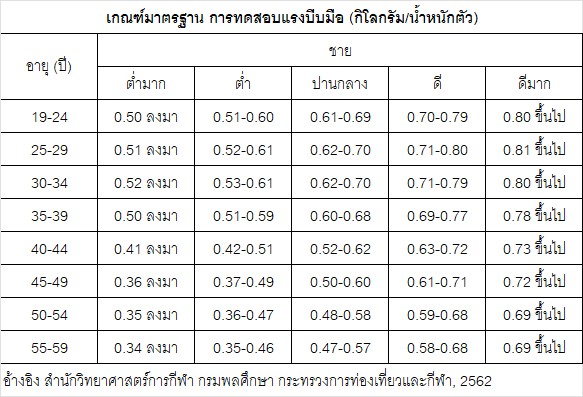 เกณฑ์มาตรฐาน การทดสอบแรงบีบมือ (กิโลกรัม/น้ำหนักตัว)
อายุ (ปี) ชาย
ต่ำมาก ต่ำ ปานกลาง ดี ดีมาก
19-24 0.50 ลงมา 0.51-0.60 0.61-0.69 0.70-0.79 0.80 ขึ้นไป
25-29 0.51 ลงมา 0.52-0.61 0.62-0.70 0.71-0.80 0.81 ขึ้นไป
30-34 0.52 ลงมา 0.53-0.61 0.62-0.70 0.71-0.79 0.80 ขึ้นไป
35-39 0.50 ลงมา 0.51-0.59 0.60-0.68 0.69-0.77 0.78 ขึ้นไป
40-44 0.41 ลงมา 0.42-0.51 0.52-0.62 0.63-0.72 0.73 ขึ้นไป
45-49 0.36 ลงมา 0.37-0.49 0.50-0.60 0.61-0.71 0.72 ขึ้นไป
50-54 0.35 ลงมา 0.36-0.47 0.48-0.58 0.59-0.68 0.69 ขึ้นไป
55-59 0.34 ลงมา 0.35-0.46 0.47-0.57 0.58-0.68 0.69 ขึ้นไป
อ้างอิง สำนักวิทยาศาสตร์การกีฬา กรมพลศึกษา กระทรวงการท่องเที่ยวและกีฬา, 2562